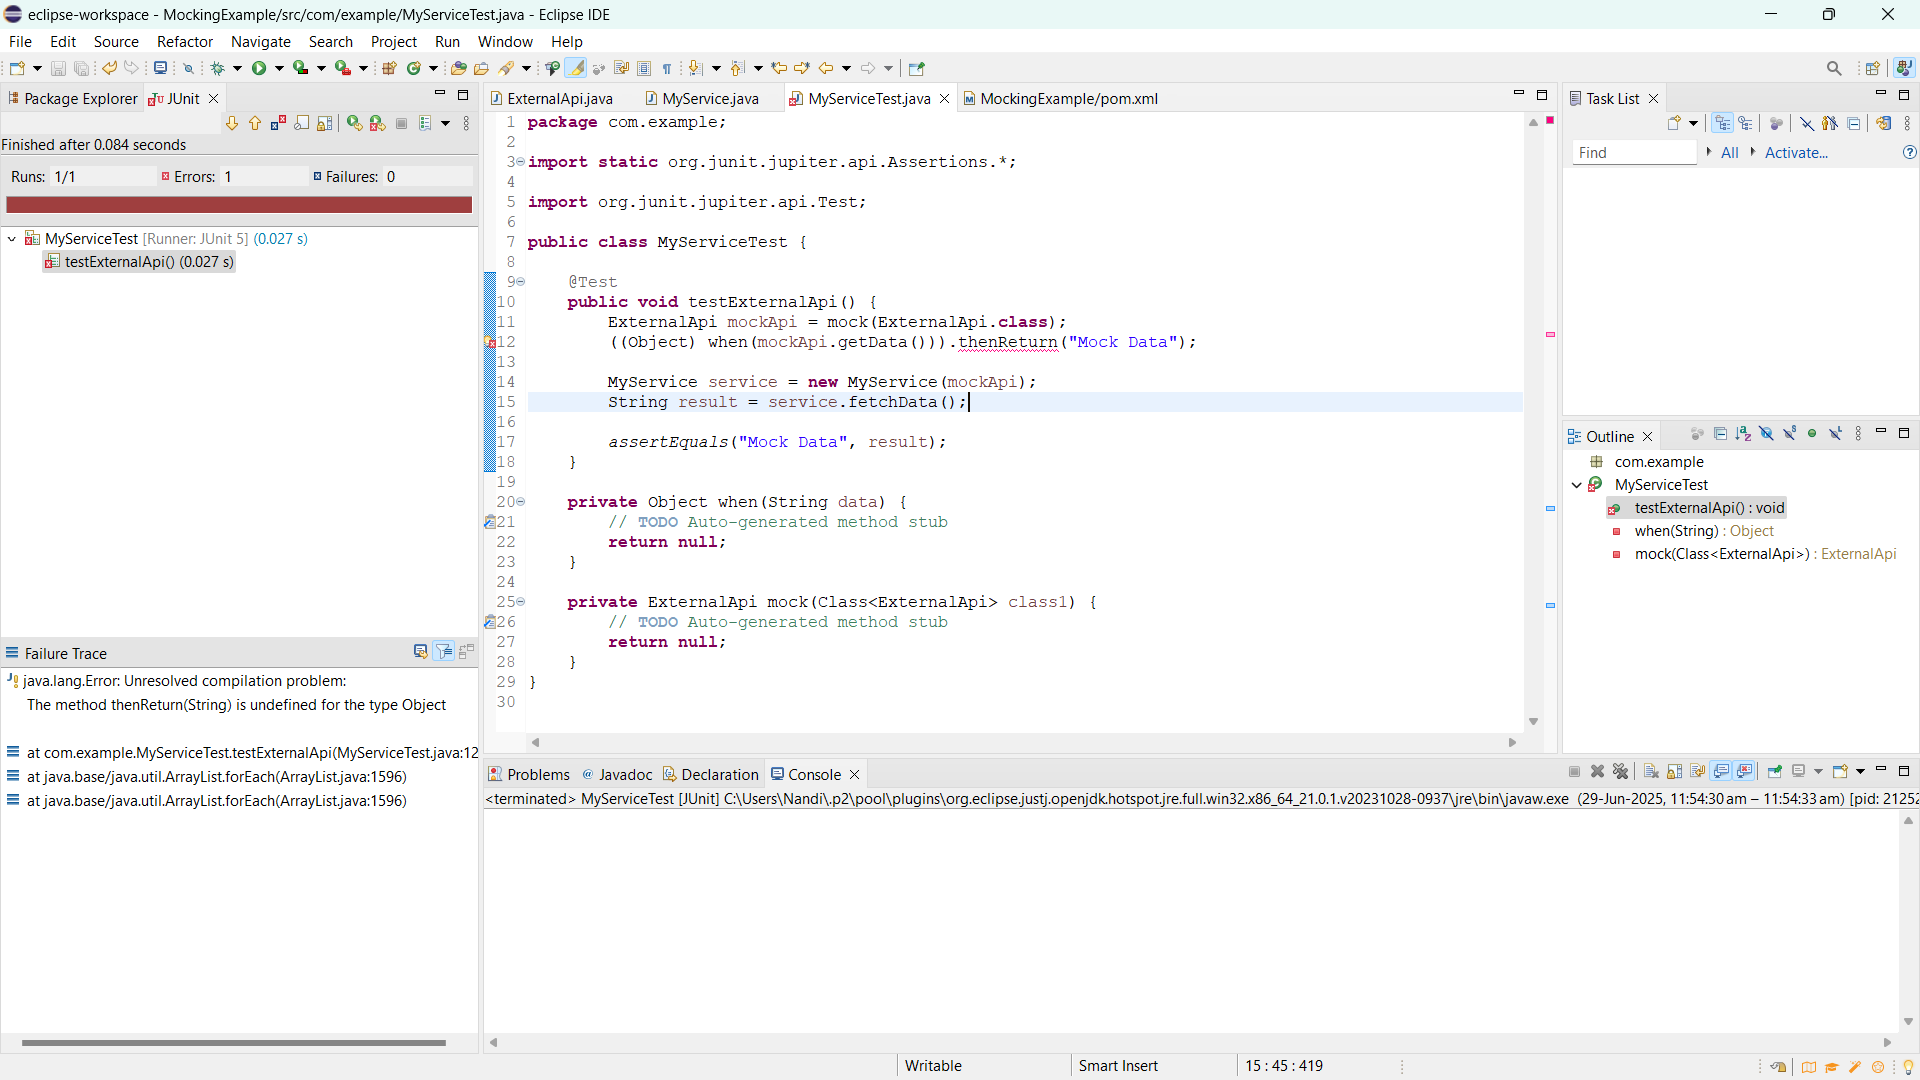 eclipse-workspace - MockingExample/src/com/example/MyServiceTest.java - Eclipse IDE
File Edit Source Refactor Navigate Search Project Run Window Help
Package Explorer JUnit
Finished after 0.084 seconds
Runs: 1/1 Errors: 1 Failures: 0
MyServiceTest [Runner: JUnit 5] (0.027 s)
testExternalApi() (0.027 s)
Failure Trace
java.lang.Error: Unresolved compilation problem:
The method thenReturn(String) is undefined for the type Object
at com.example.MyServiceTest.testExternalApi(MyServiceTest.java:12
at java.base/java.util.ArrayList.forEach(ArrayList.java:1596)
at java.base/java.util.ArrayList.forEach(ArrayList.java:1596)
ExternalApi.java MyService.java MyServiceTest.java MockingExample/pom.xml
1 package com.example;
2
3 import static org.junit.jupiter.api.Assertions.*;
4
5 import org.junit.jupiter.api.Test;
6
7 public class MyServiceTest {
8
9 @Test
10 public void testExternalApi() {
11 ExternalApi mockApi = mock(ExternalApi.class);
12 ((Object) when(mockApi.getData())).thenReturn("Mock Data");
13
14 MyService service = new MyService(mockApi);
15 String result = service.fetchData();
16
17 assertEquals("Mock Data", result);
18 }
19
20 private Object when(String data) {
21 // TODO Auto-generated method stub
22 return null;
23 }
24
25 private ExternalApi mock(Class<ExternalApi> class1) {
26 // TODO Auto-generated method stub
27 return null;
28 }
29 }
30
Task List
Find All Activate...
Outline
com.example
MyServiceTest
testExternalApi() : void
when(String) : Object
mock(Class<ExternalApi>) : ExternalApi
Problems @ Javadoc Declaration Console
<terminated> MyServiceTest [JUnit] C:\Users\Nandi\.p2\pool\plugins\org.eclipse.justj.openjdk.hotspot.jre.full.win32.x86_64_21.0.1.v20231028-0937\jre\bin\javaw.exe (29-Jun-2025, 11:54:30 am – 11:54:33 am) [pid: 21252
Writable Smart Insert 15 : 45 : 419